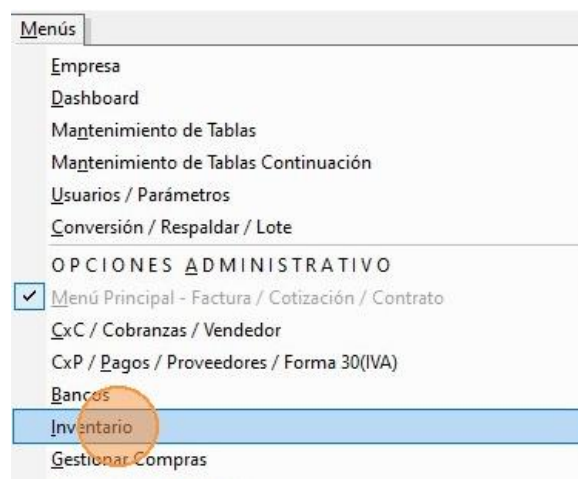 Menús
Empresa
Dashboard
Mantenimiento de Tablas
Mantenimiento de Tablas Continuación
Usuarios / Parámetros
Conversión / Respaldar / Lote
OPCIONES ADMINISTRATIVO
Menú Principal - Factura / Cotización / Contrato
CxC / Cobranzas / Vendedor
CxP / Pagos / Proveedores / Forma 30(IVA)
Bancos
Inventario
Gestionar Compras